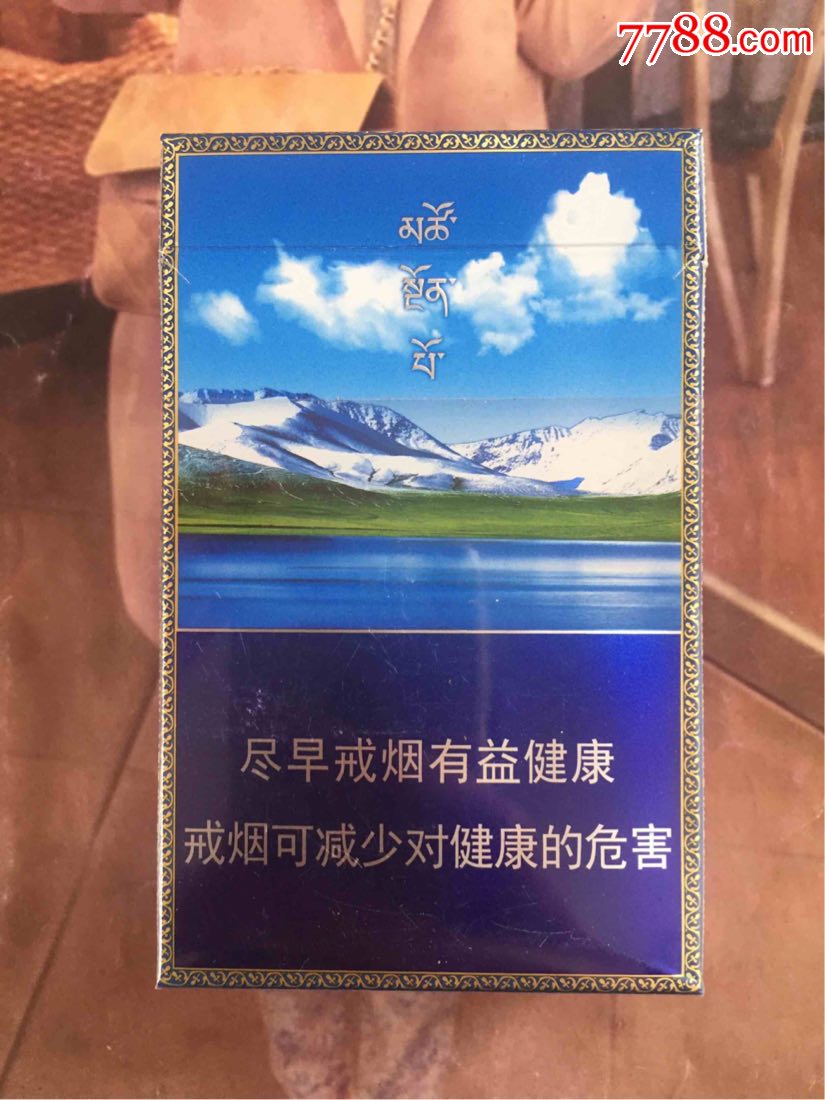 7788.com
མཚོ་
སྔོན་
པོ་
尽早戒烟有益健康
戒烟可减少对健康的危害